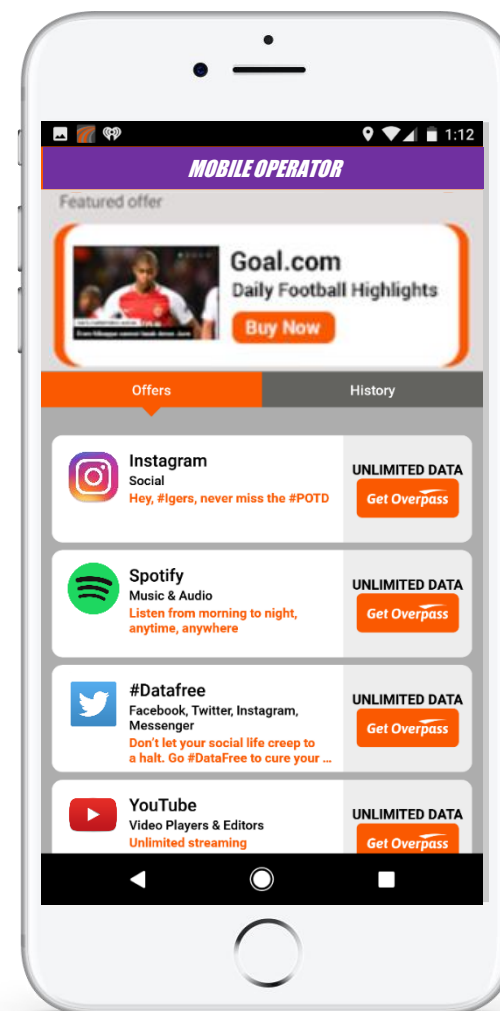 1:12
MOBILE OPERATOR
Featured offer
Goal.com
Daily Football Highlights
Buy Now
Offers
History
Instagram
Social
Hey, #Igers, never miss the #POTD
UNLIMITED DATA
Get Overpass
Spotify
Music & Audio
Listen from morning to night,
anytime, anywhere
UNLIMITED DATA
Get Overpass
#Datafree
Facebook, Twitter, Instagram,
Messenger
Don't let your social life creep to
a halt. Go #DataFree to cure your ...
UNLIMITED DATA
Get Overpass
YouTube
Video Players & Editors
Unlimited streaming
UNLIMITED DATA
Get Overpass